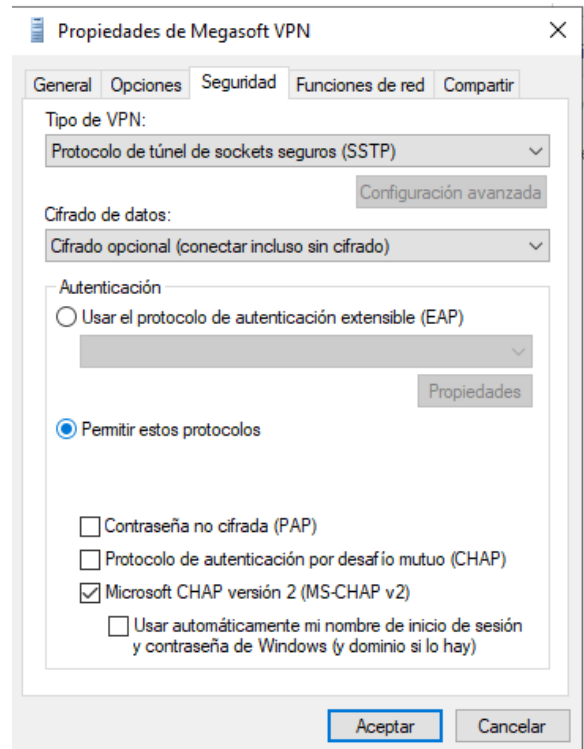 Propiedades de Megasoft VPN
General Opciones Seguridad Funciones de red Compartir
Tipo de VPN:
Protocolo de túnel de sockets seguros (SSTP)
Configuración avanzada
Cifrado de datos:
Cifrado opcional (conectar incluso sin cifrado)
Autenticación
Usar el protocolo de autenticación extensible (EAP)
Propiedades
Permitir estos protocolos
Contraseña no cifrada (PAP)
Protocolo de autenticación por desafío mutuo (CHAP)
Microsoft CHAP versión 2 (MS-CHAP v2)
Usar automáticamente mi nombre de inicio de sesión
y contraseña de Windows (y dominio si lo hay)
Aceptar Cancelar